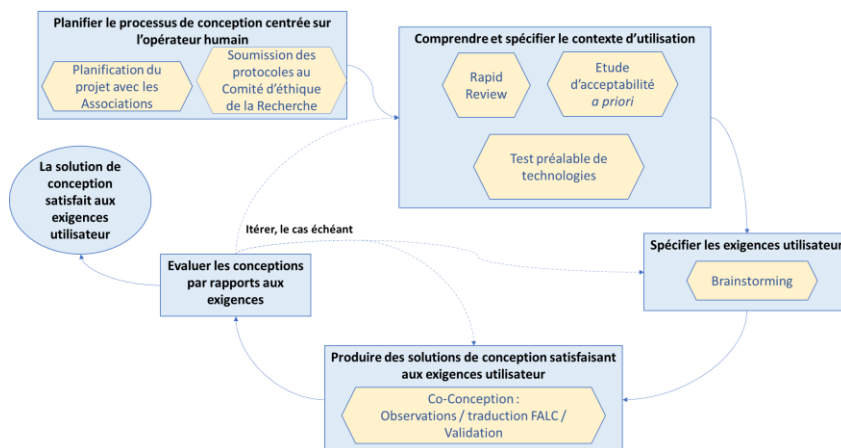 Planifier le processus de conception centrée sur
l'opérateur humain
Planification du
projet avec les
Associations
Soumission des
protocoles au
Comité d'éthique
de la Recherche
Comprendre et spécifier le contexte d'utilisation
Rapid
Review
Etude
d'acceptabilité
a priori
Test préalable de
technologies
La solution de
conception
satisfait aux
exigences
utilisateur
Itérer, le cas échéant
Evaluer les conceptions
par rapports aux
exigences
Spécifier les exigences utilisateur
Brainstorming
Produire des solutions de conception satisfaisant
aux exigences utilisateur
Co-Conception :
Observations / traduction FALC /
Validation